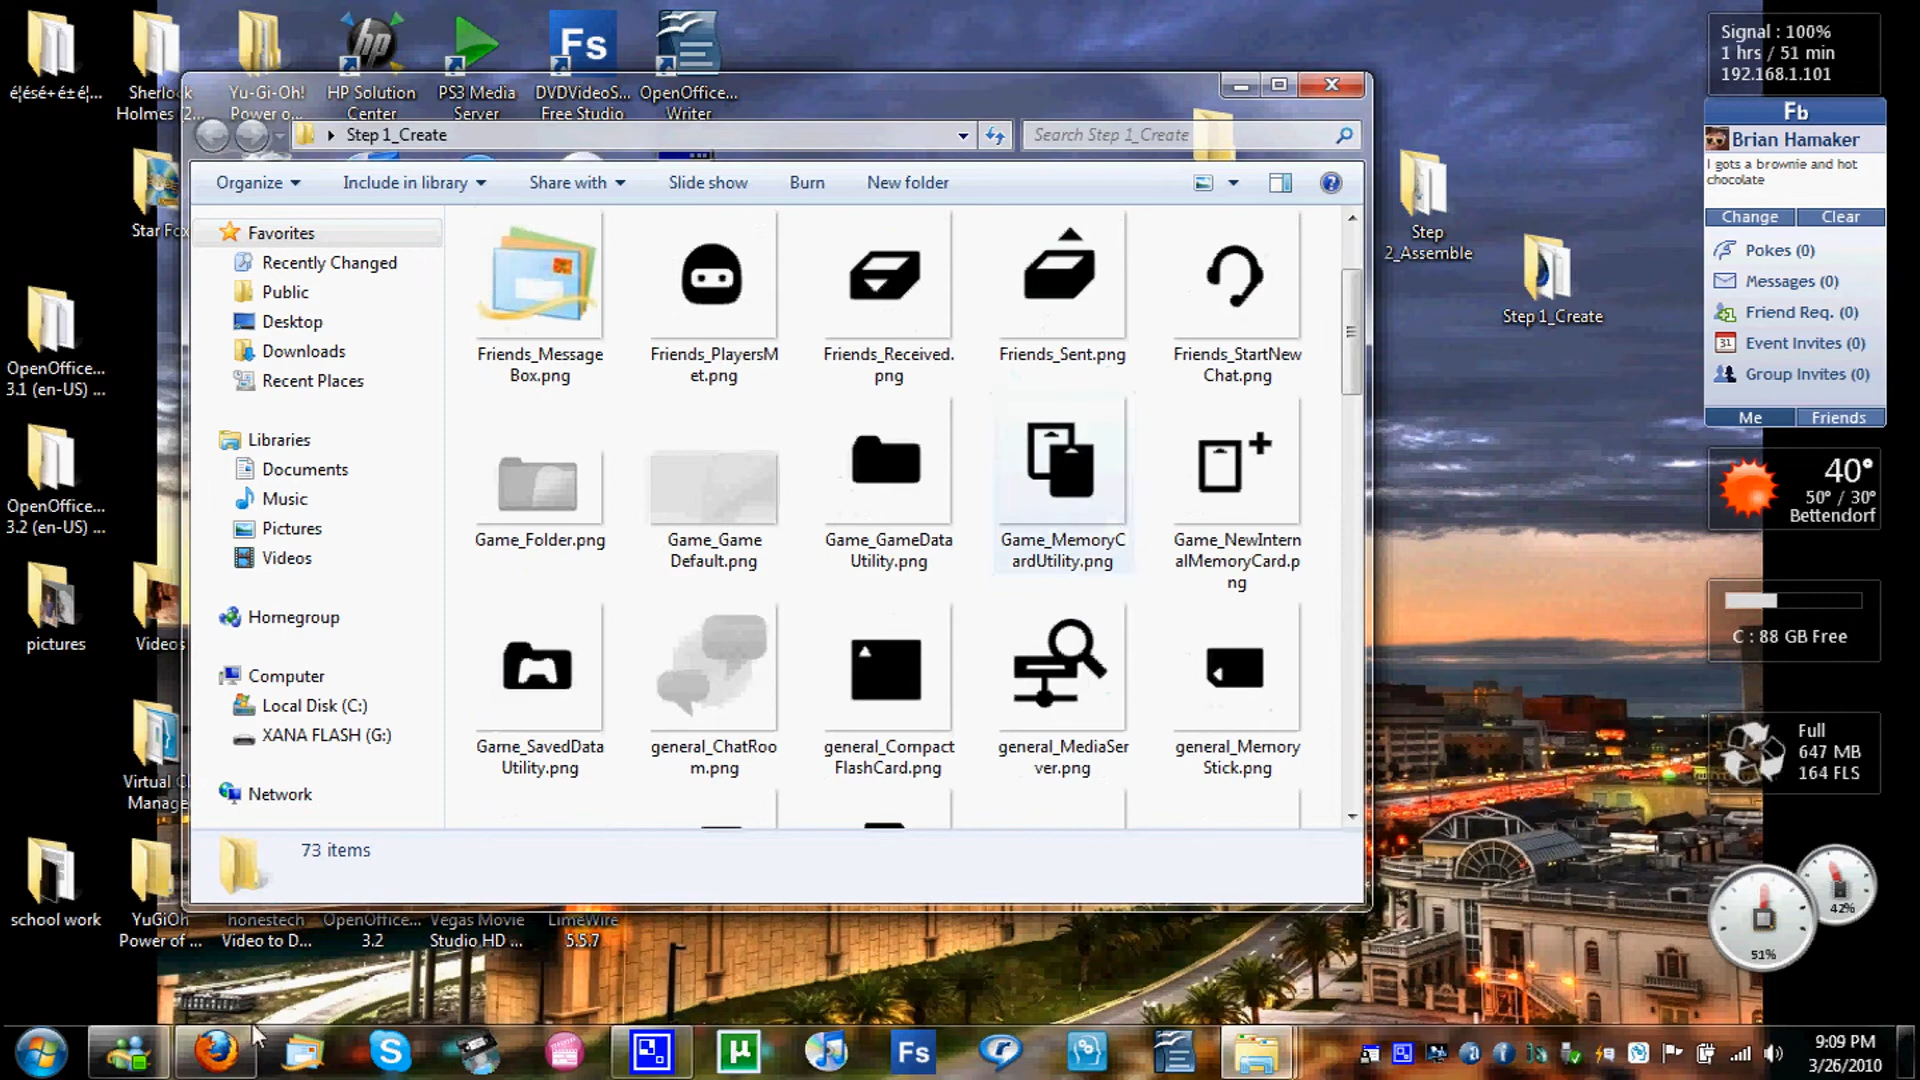 é¦ésé+é±é¦...
Sherlock
Holmes (2...
Yu-Gi-Oh!
Power o...
HP Solution
Center
PS3 Media
Server
DVDVideoS...
Free Studio
OpenOffice...
Writer
Step 1_Create
Search Step 1_Create
Organize
Include in library
Share with
Slide show
Burn
New folder
Favorites
Recently Changed
Public
Desktop
Downloads
Recent Places
Libraries
Documents
Music
Pictures
Videos
Homegroup
Computer
Local Disk (C:)
XANA FLASH (G:)
Network
Friends_Message
Box.png
Friends_PlayersM
et.png
Friends_Received.
png
Friends_Sent.png
Friends_StartNew
Chat.png
Game_Folder.png
Game_Game
Default.png
Game_GameData
Utility.png
Game_MemoryC
ardUtility.png
Game_NewIntern
alMemoryCard.p
ng
Game_SavedData
Utility.png
general_ChatRoo
m.png
general_Compact
FlashCard.png
general_MediaSer
ver.png
general_Memory
Stick.png
73 items
Star Fox
OpenOffice...
3.1 (en-US) ...
OpenOffice...
3.2 (en-US) ...
pictures
Videos
Virtual C
Manage
school work
YuGiOh
Power of ...
honestech
Video to D...
OpenOffice...
3.2
Vegas Movie
Studio HD ...
LimeWire
5.5.7
Step
2_Assemble
Step 1_Create
Signal : 100%
1 hrs / 51 min
192.168.1.101
Fb
Brian Hamaker
I gots a brownie and hot
chocolate
Change
Clear
Pokes (0)
Messages (0)
Friend Req. (0)
31
Event Invites (0)
Group Invites (0)
Me
Friends
40°
50° / 30°
Bettendorf
C : 88 GB Free
Full
647 MB
164 FLS
42%
51%
Fs
hp
Fs
µ
9:09 PM
3/26/2010